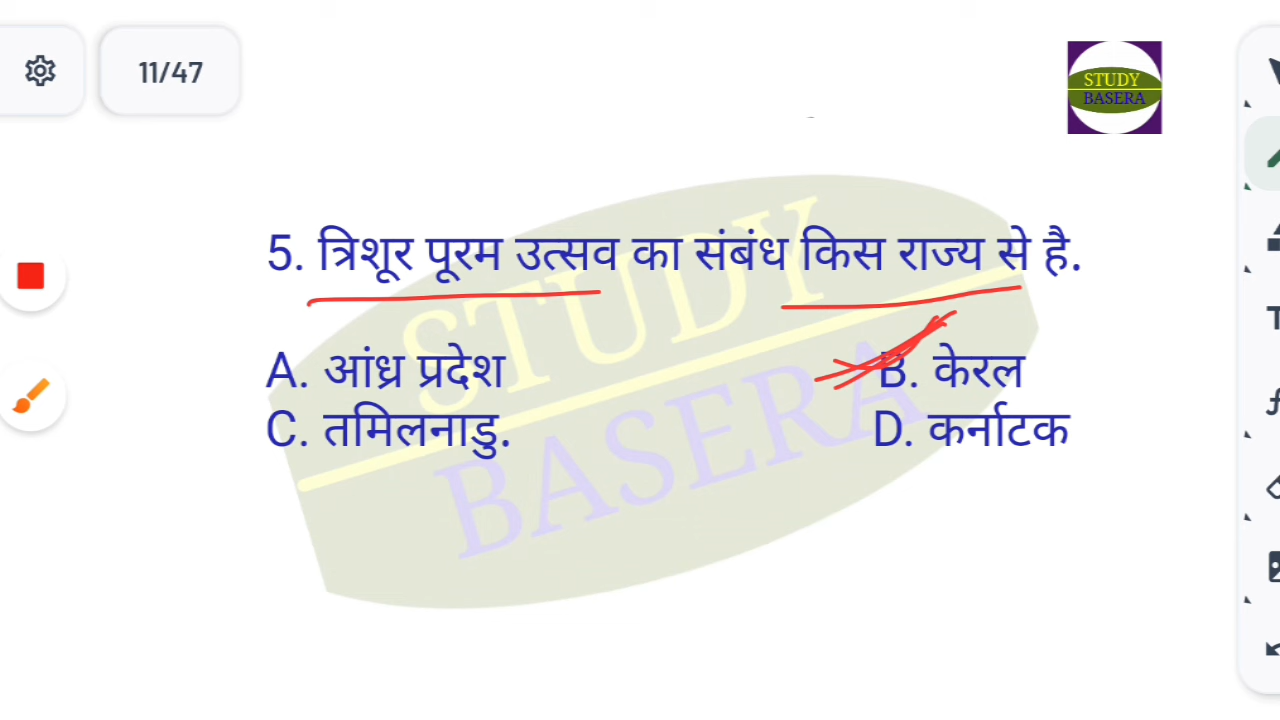 11/47
STUDY
BASERA
5. त्रिशूर पूरम उत्सव का संबंध किस राज्य से है.
A. आंध्र प्रदेश B. केरल
C. तमिलनाडु. D. कर्नाटक
STUDY
BASERA
T